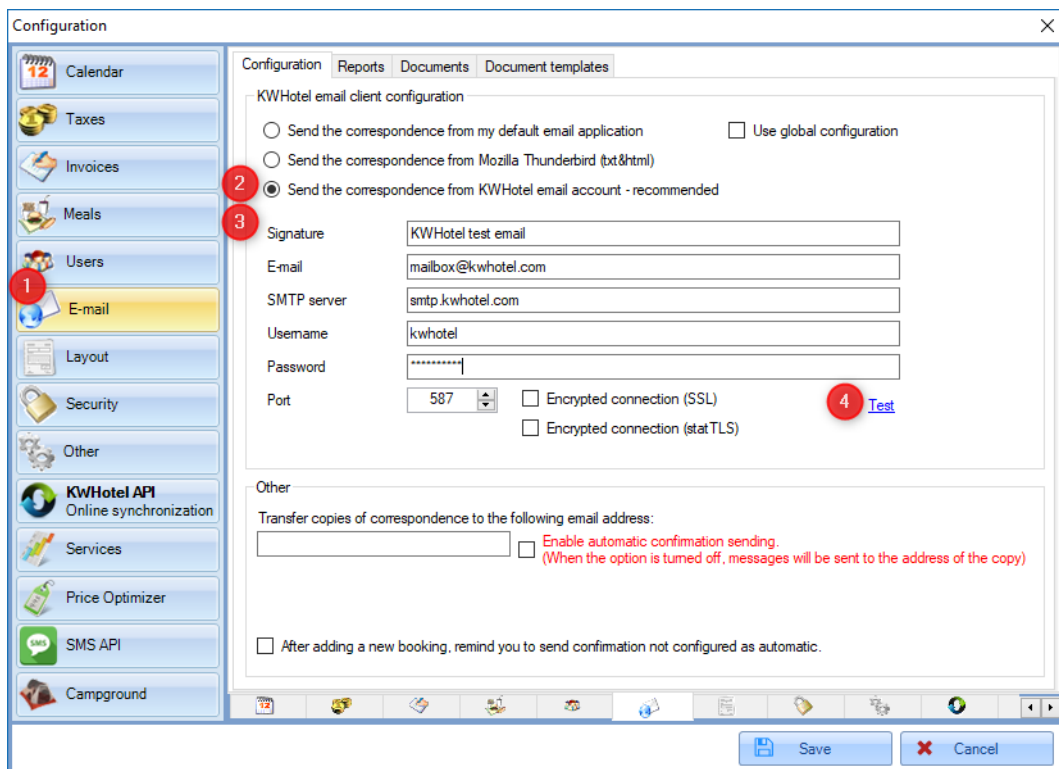 Configuration
12
Calendar
Taxes
Invoices
Meals
Users
1
E-mail
Layout
Security
Other
KWHotel API
Online synchronization
Services
Price Optimizer
SMS
SMS API
Campground
Configuration Reports Documents Document templates
KWHotel email client configuration
Send the correspondence from my default email application Use global configuration
Send the correspondence from Mozilla Thunderbird (txt&html)
2 Send the correspondence from KWHotel email account - recommended
3
Signature KWHotel test email
E-mail mailbox@kwhotel.com
SMTP server smtp.kwhotel.com
Username kwhotel
Password **********
Port 587 Encrypted connection (SSL) 4 Test
Encrypted connection (statTLS)
Other
Transfer copies of correspondence to the following email address:
Enable automatic confirmation sending.
(When the option is turned off, messages will be sent to the address of the copy)
After adding a new booking, remind you to send confirmation not configured as automatic.
12
Save Cancel